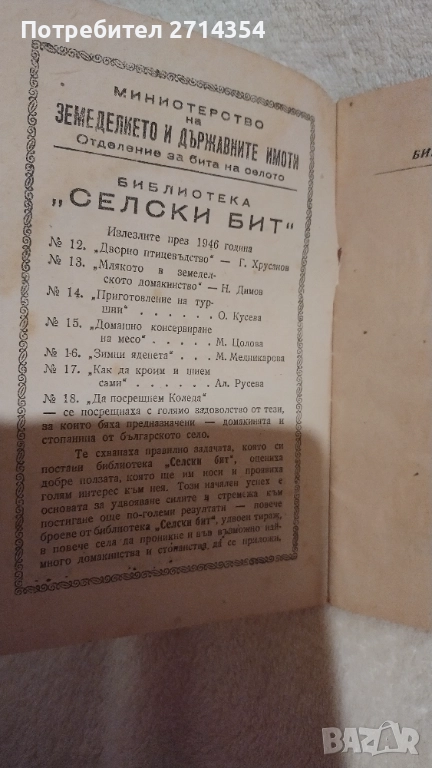 Потребител 2714354
МИНИСТЕРСТВО
на
ЗЕМЕДЕЛИЕТО И ДЪРЖАВНИТЕ ИМОТИ
Отделение за бита на селото
БИБЛИОТЕКА
„СЕЛСКИ БИТ“
Излезлите през 1946 година
№ 12. „Дворно птицевъдство“ — Г. Хрусанов
№ 13. „Млякото в земедел-
ското домакинство“ — Н. Димов
№ 14. „Приготовление на тур-
шии“ . . . . . . О. Кусева
№ 15. „Домашно консервиране
на месо“ . . . . М. Цолова
№ 16. „Зимни яденета“ . . . М. Медникарова
№ 17. „Как да кроим и шием
сами“ . . . . . . Ал. Русева
№ 18. „Да посрещнем Коледа“
— се посрещнаха с голямо задоволство от тези,
за които бяха предназначени — домакинята и
стопаница от българското село.
Те схванаха правилно задачата, която си
постави библиотека „Селски бит“, оцениха
добре ползата, която ще им носи и проявиха
голям интерес към нея. Този начален успех е
основата за удвояване силите и стремежа към
постигане още по-големи резултати — повече
броеве от библиотека „Селски бит“, удвоен тираж,
в повече села да проникне и във възможно най-
много домакинства и стопанства, да се приложи.
БИ
BAZAR